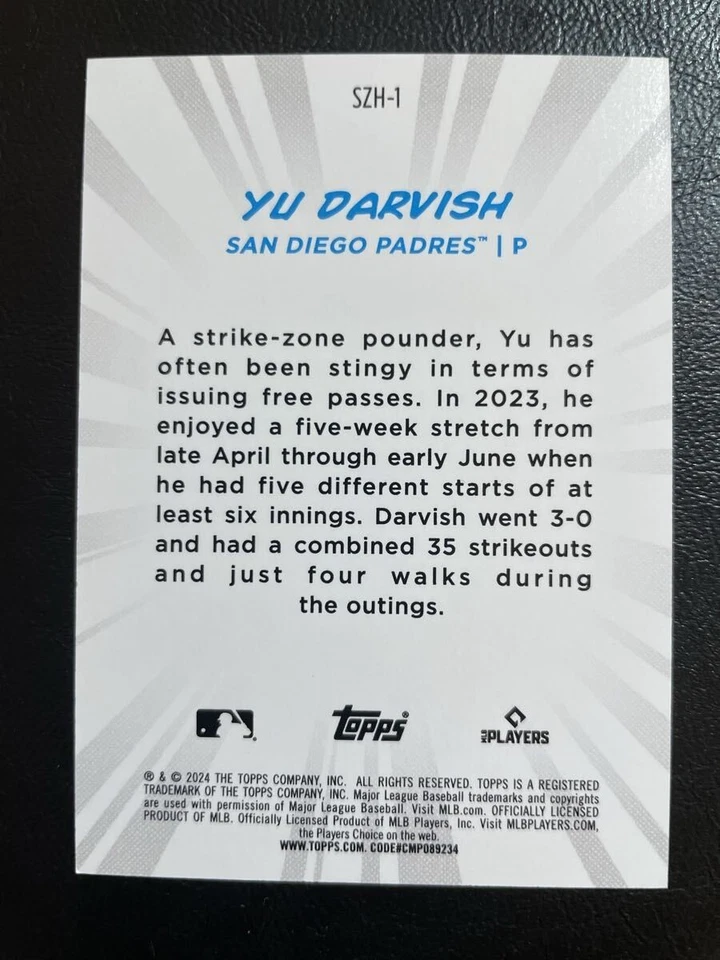 SZH-1
YU DARVISH
SAN DIEGO PADRES™ | P
A strike-zone pounder, Yu has
often been stingy in terms of
issuing free passes. In 2023, he
enjoyed a five-week stretch from
late April through early June when
he had five different starts of at
least six innings. Darvish went 3-0
and had a combined 35 strikeouts
and just four walks during
the outings.
Topps® MLB PLAYERS
® & © 2024 THE TOPPS COMPANY, INC. ALL RIGHTS RESERVED. TOPPS IS A REGISTERED
TRADEMARK OF THE TOPPS COMPANY, INC. Major League Baseball trademarks and copyrights
are used with permission of Major League Baseball. Visit MLB.com. OFFICIALLY LICENSED
PRODUCT OF MLB. Officially Licensed Product of MLB Players, Inc. Visit MLBPLAYERS.COM,
the Players Choice on the web.
WWW.TOPPS.COM. CODE#CMP089234